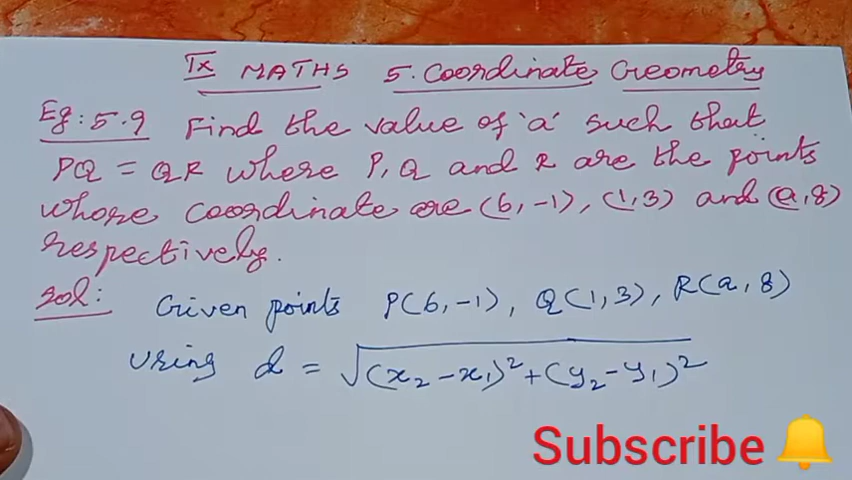 IX MATHS 5. Coordinate Geometry
Eg: 5.9 Find the value of 'a' such that
PQ = QR where P, Q and R are the points
whose coordinate are (6, -1), (1, 3) and (a, 8)
respectively.
Sol: Given points P(6, -1), Q(1, 3), R(a, 8)
Using d = √(x₂ - x₁)² + (y₂ - y₁)²
Subscribe